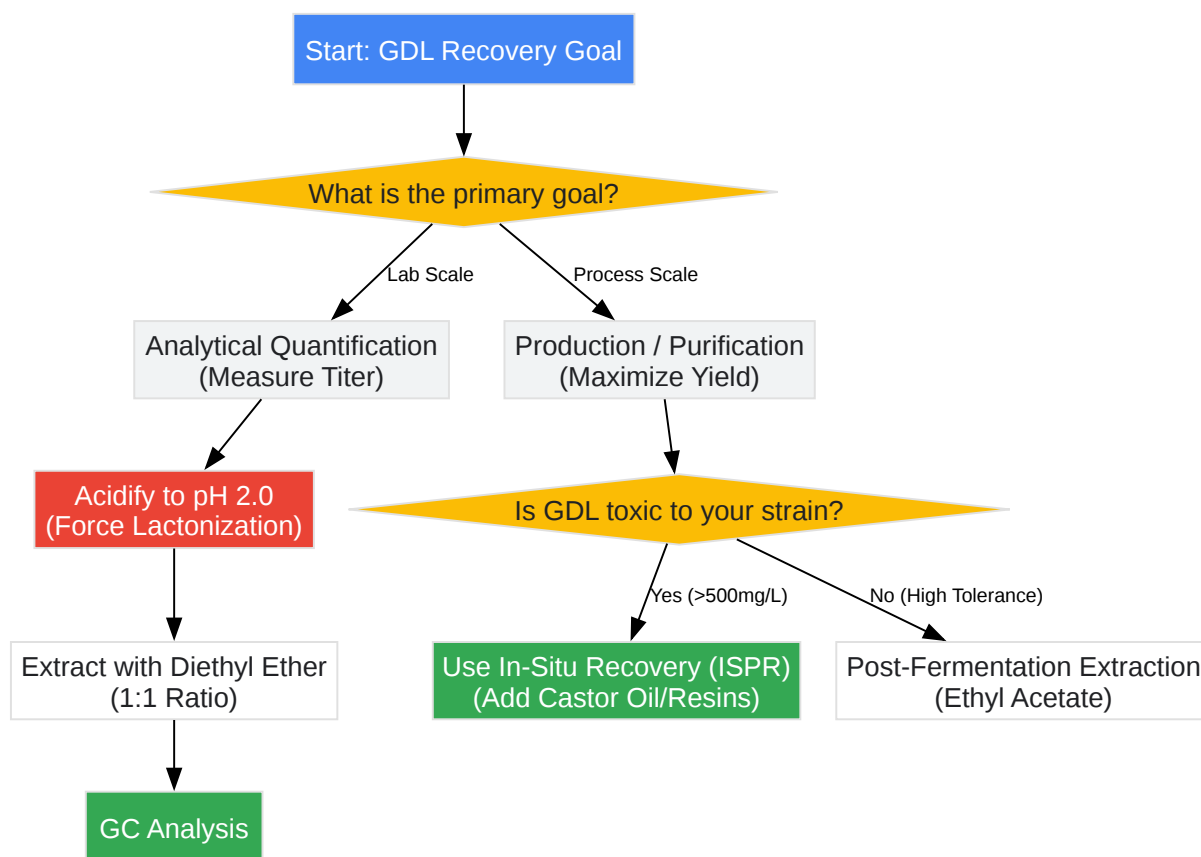 Start: GDL Recovery Goal
What is the primary goal?
Lab Scale
Process Scale
Analytical Quantification
(Measure Titer)
Production / Purification
(Maximize Yield)
Acidify to pH 2.0
(Force Lactonization)
Is GDL toxic to your strain?
Yes (>500mg/L)
No (High Tolerance)
Extract with Diethyl Ether
(1:1 Ratio)
Use In-Situ Recovery (ISPR)
(Add Castor Oil/Resins)
Post-Fermentation Extraction
(Ethyl Acetate)
GC Analysis